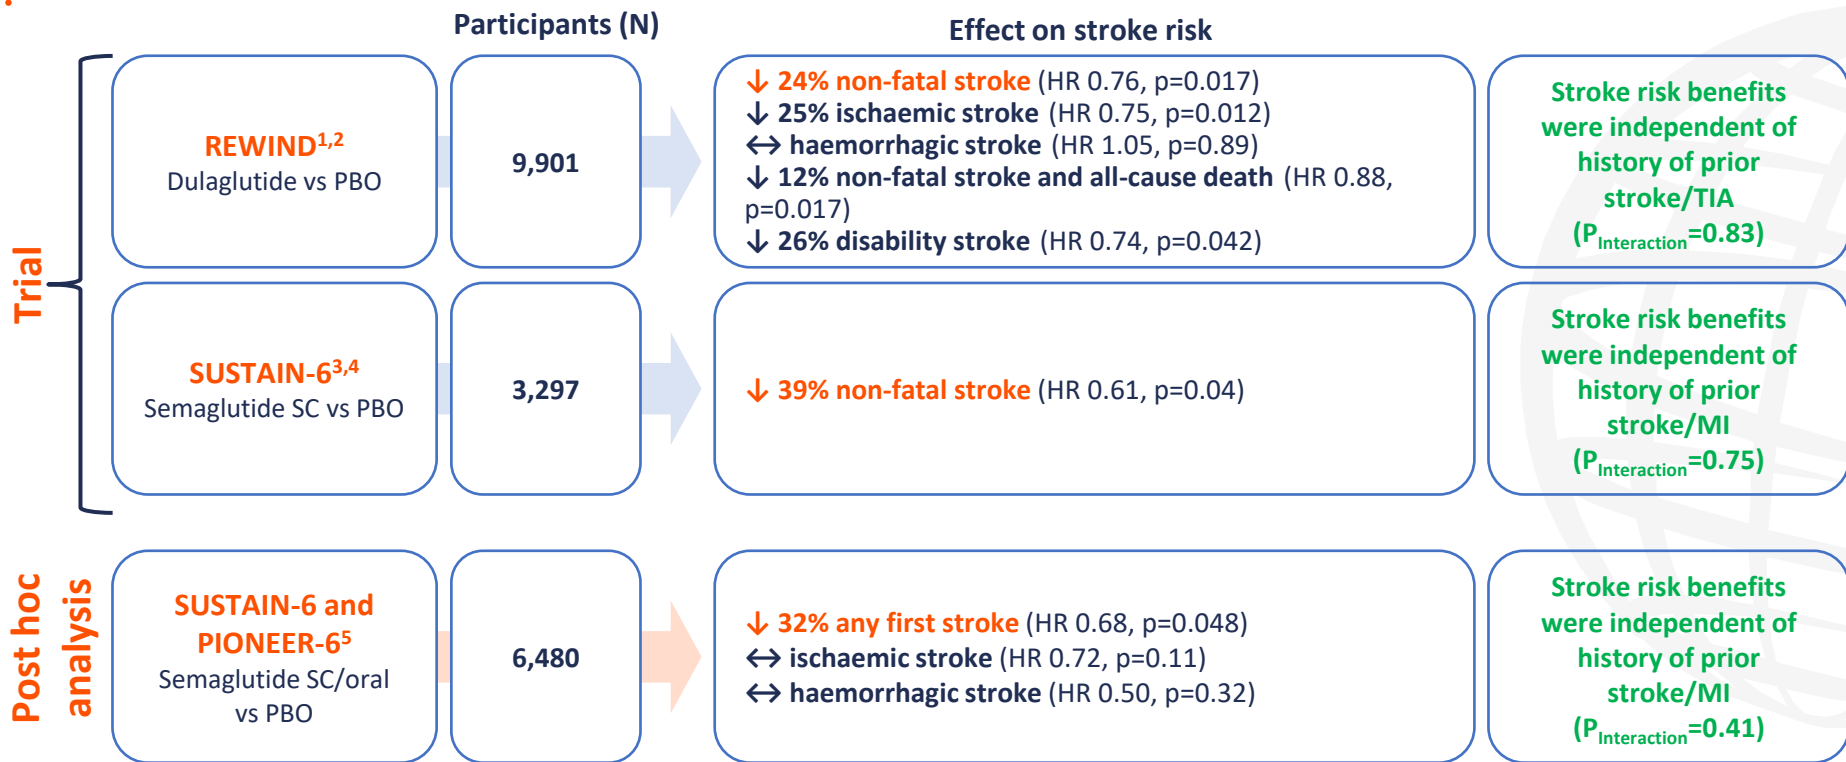 Participants (N)
Effect on stroke risk
Trial
REWIND1,2
Dulaglutide vs PBO
9,901
↓ 24% non-fatal stroke (HR 0.76, p=0.017)
↓ 25% ischaemic stroke (HR 0.75, p=0.012)
↔ haemorrhagic stroke (HR 1.05, p=0.89)
↓ 12% non-fatal stroke and all-cause death (HR 0.88,
p=0.017)
↓ 26% disability stroke (HR 0.74, p=0.042)
Stroke risk benefits
were independent of
history of prior
stroke/TIA
(PInteraction=0.83)
SUSTAIN-63,4
Semaglutide SC vs PBO
3,297
↓ 39% non-fatal stroke (HR 0.61, p=0.04)
Stroke risk benefits
were independent of
history of prior
stroke/MI
(PInteraction=0.75)
Post hoc
analysis
SUSTAIN-6 and
PIONEER-65
Semaglutide SC/oral
vs PBO
6,480
↓ 32% any first stroke (HR 0.68, p=0.048)
↔ ischaemic stroke (HR 0.72, p=0.11)
↔ haemorrhagic stroke (HR 0.50, p=0.32)
Stroke risk benefits
were independent of
history of prior
stroke/MI
(PInteraction=0.41)